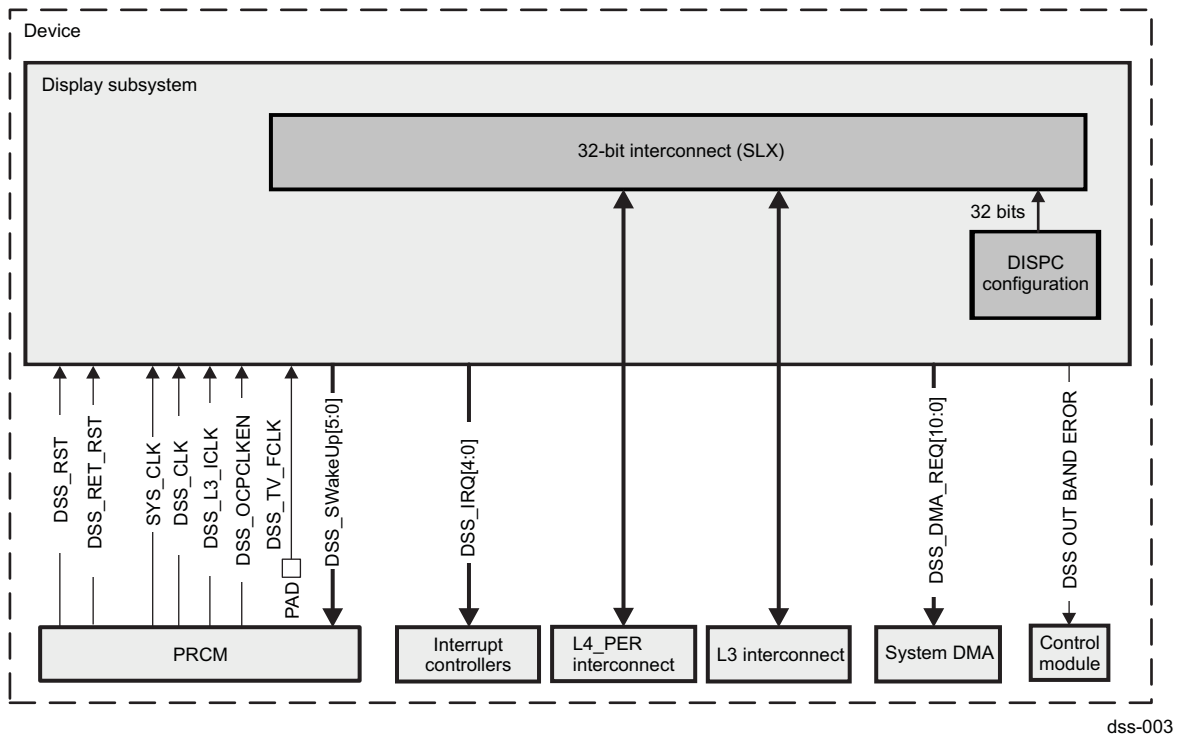 Device
Display subsystem
32-bit interconnect (SLX)
32 bits
DISPC
configuration
DSS_RST
DSS_RET_RST
SYS_CLK
DSS_CLK
DSS_L3_ICLK
DSS_OCPCLKEN
DSS_TV_FCLK
PAD
DSS_SWakeUp[5:0]
DSS_IRQ[4:0]
DSS_DMA_REQ[10:0]
DSS OUT BAND EROR
PRCM
Interrupt
controllers
L4_PER
interconnect
L3 interconnect
System DMA
Control
module
dss-003